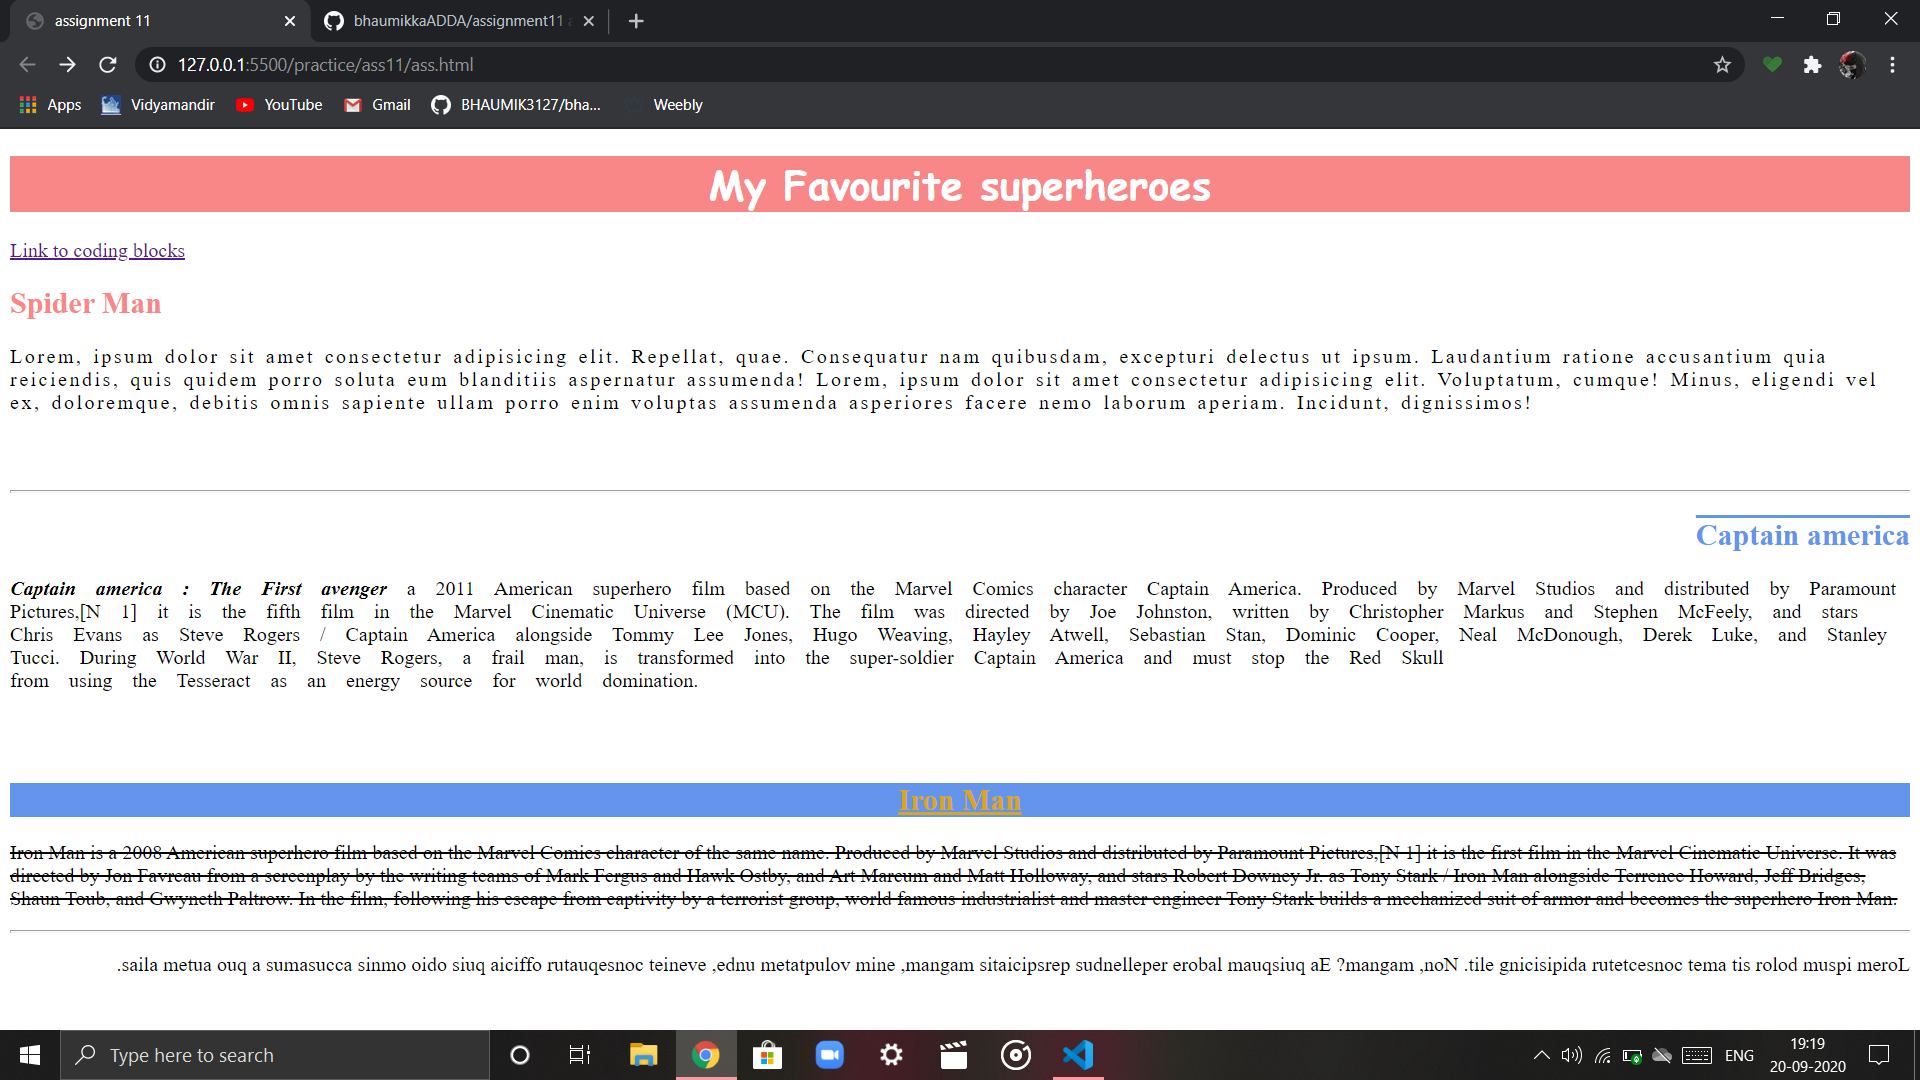 assignment 11
bhaumikkaADDA/assignment11 a
127.0.0.1:5500/practice/ass11/ass.html
Apps Vidyamandir YouTube Gmail BHAUMIK3127/bha... Weebly
My Favourite superheroes
Link to coding blocks
Spider Man
Lorem, ipsum dolor sit amet consectetur adipisicing elit. Repellat, quae. Consequatur nam quibusdam, excepturi delectus ut ipsum. Laudantium ratione accusantium quia
reiciendis, quis quidem porro soluta eum blanditiis aspernatur assumenda! Lorem, ipsum dolor sit amet consectetur adipisicing elit. Voluptatum, cumque! Minus, eligendi vel
ex, doloremque, debitis omnis sapiente ullam porro enim voluptas assumenda asperiores facere nemo laborum aperiam. Incidunt, dignissimos!
Captain america
Captain america : The First avenger a 2011 American superhero film based on the Marvel Comics character Captain America. Produced by Marvel Studios and distributed by Paramount
Pictures,[N 1] it is the fifth film in the Marvel Cinematic Universe (MCU). The film was directed by Joe Johnston, written by Christopher Markus and Stephen McFeely, and stars
Chris Evans as Steve Rogers / Captain America alongside Tommy Lee Jones, Hugo Weaving, Hayley Atwell, Sebastian Stan, Dominic Cooper, Neal McDonough, Derek Luke, and Stanley
Tucci. During World War II, Steve Rogers, a frail man, is transformed into the super-soldier Captain America and must stop the Red Skull
from using the Tesseract as an energy source for world domination.
Iron Man
Iron Man is a 2008 American superhero film based on the Marvel Comics character of the same name. Produced by Marvel Studios and distributed by Paramount Pictures,[N 1] it is the first film in the Marvel Cinematic Universe. It was
directed by Jon Favreau from a screenplay by the writing teams of Mark Fergus and Hawk Ostby, and Art Marcum and Matt Holloway, and stars Robert Downey Jr. as Tony Stark / Iron Man alongside Terrence Howard, Jeff Bridges,
Shaun Toub, and Gwyneth Paltrow. In the film, following his escape from captivity by a terrorist group, world famous industrialist and master engineer Tony Stark builds a mechanized suit of armor and becomes the superhero Iron Man.
.saila metua ouq a sumasucca sinmo oido siuq aiciffo rutauqesnoc teineve ,ednu metatpulov mine ,mangam sitaicipsrep sudnelleper erobal mauqsiuq aE ?mangam ,noN .tile gnicisipida rutetcesnoc tema tis rolod muspi meroL
Type here to search
ENG
19:19
20-09-2020